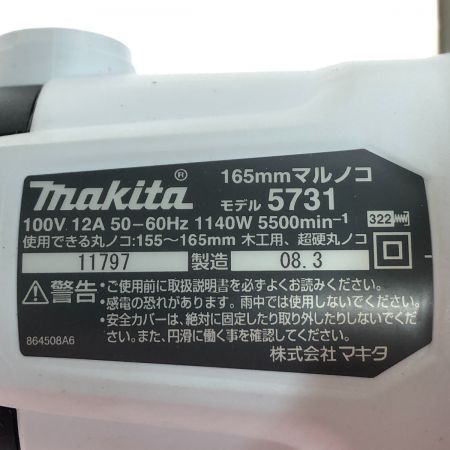 165mmマルノコ
makita® モデル 5731
100V 12A 50-60Hz 1140W 5500min⁻¹ 322
使用できる丸ノコ:155～165mm 木工用、超硬丸ノコ
11797 製造 08.3
警告 ・ご使用前に取扱説明書を必ずよくお読みください。
・感電の恐れがあります。雨中では使用しないでください。
・安全カバーは、絶対に固定したり取り外したりしないくだ
さい。また、円滑に働く事を確認してください。
864508A6 株式会社 マキタ